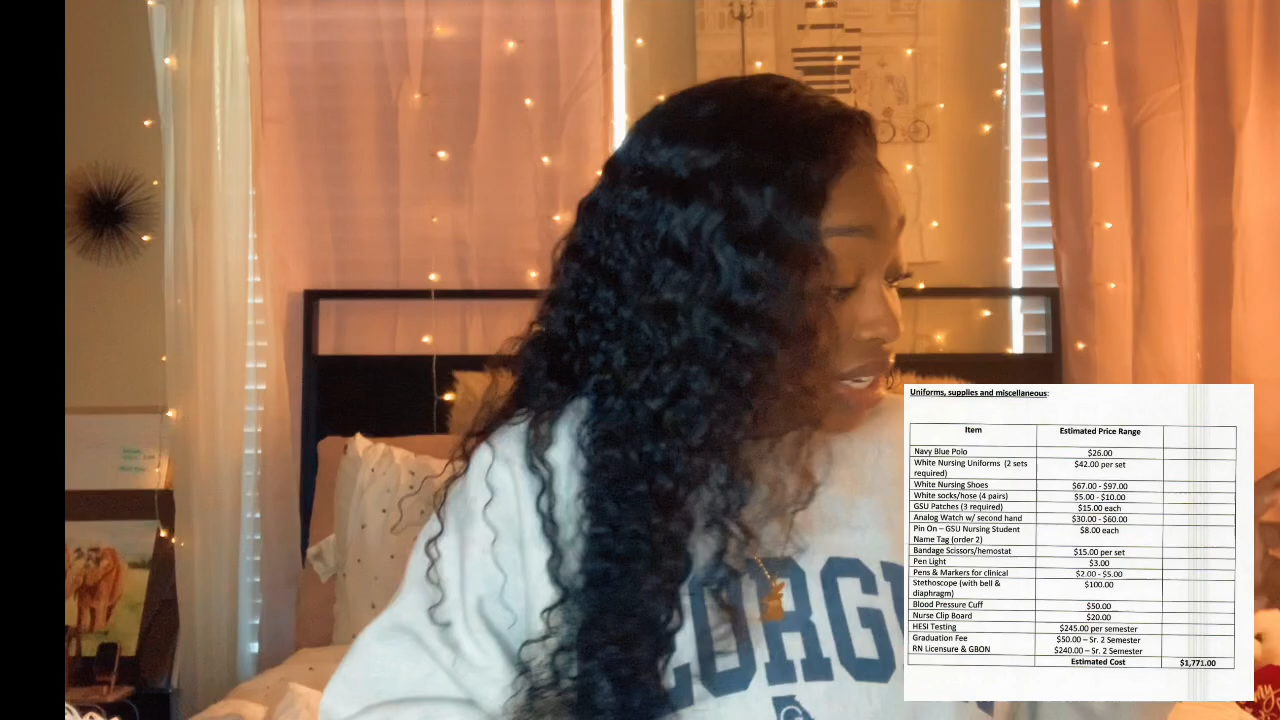 Uniforms, supplies and miscellaneous:
Item Estimated Price Range
Navy Blue Polo $26.00
White Nursing Uniforms (2 sets required) $42.00 per set
White Nursing Shoes $67.00 - $97.00
White socks/hose (4 pairs) $5.00 - $10.00
GSU Patches (3 required) $15.00 each
Analog Watch w/ second hand $30.00 - $60.00
Pin On – GSU Nursing Student Name Tag (order 2) $8.00 each
Bandage Scissors/hemostat $15.00 per set
Pen Light $3.00
Pens & Markers for clinical $2.00 - $5.00
Stethoscope (with bell & diaphragm) $100.00
Blood Pressure Cuff $50.00
Nurse Clip Board $20.00
HESI Testing $245.00 per semester
Graduation Fee $50.00 – Sr. 2 Semester
RN Licensure & GBON $240.00 – Sr. 2 Semester
Estimated Cost $1,771.00
ORG
G